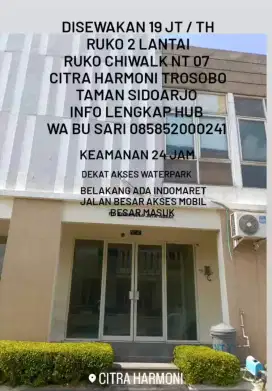 DISEWAKAN 19 JT / TH
RUKO 2 LANTAI
RUKO CHIWALK NT 07
CITRA HARMONI TROSOBO
TAMAN SIDOARJO
INFO LENGKAP HUB
WA BU SARI 085852000241
KEAMANAN 24 JAM
DEKAT AKSES WATERPARK
BELAKANG ADA INDOMARET
JALAN BESAR AKSES MOBIL
BESAR MASUK
CITRA HARMONI